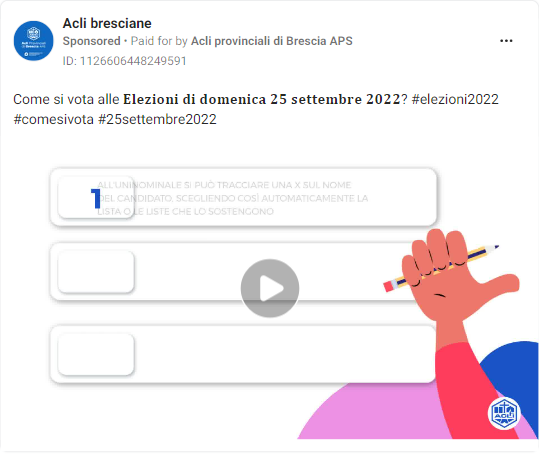 Acli bresciane
Sponsored • Paid for by Acli provinciali di Brescia APS
ID: 1126606448249591
Come si vota alle Elezioni di domenica 25 settembre 2022? #elezioni2022
#comesivota #25settembre2022
1
ALL'UNINOMINALE SI PUÒ TRACCIARE UNA X SUL NOME
DEL CANDIDATO, SCEGLIENDO COSÌ AUTOMATICAMENTE LA
LISTA O LE LISTE CHE LO SOSTENGONO
ACLI